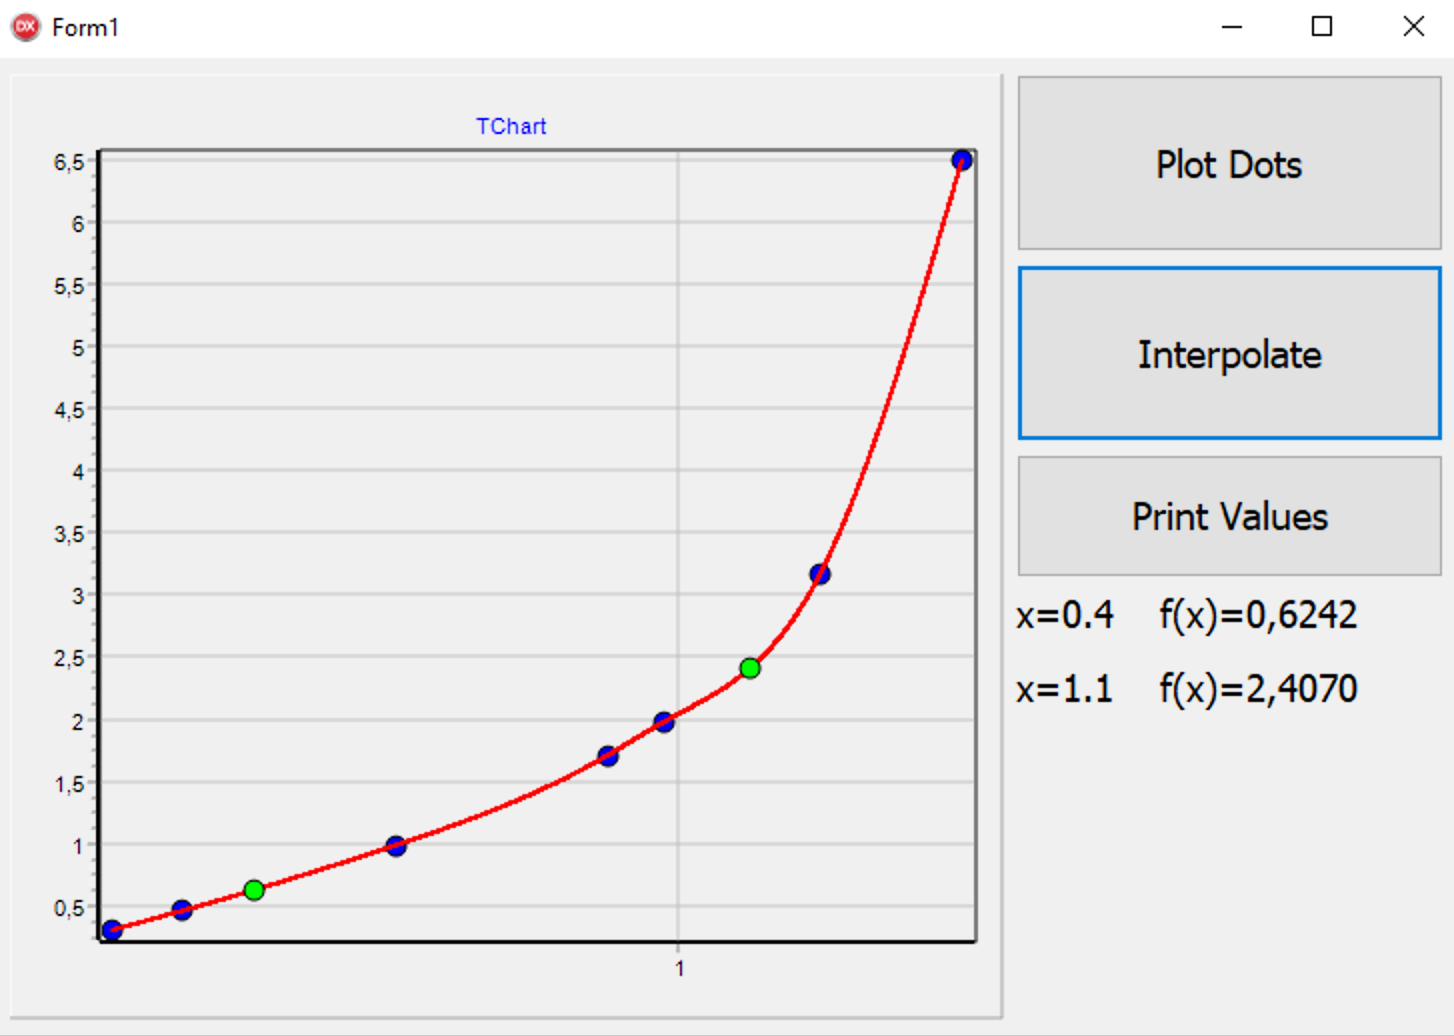 DX Form1
TChart
6,5
6
5,5
5
4,5
4
3,5
3
2,5
2
1,5
1
0,5
1
Plot Dots
Interpolate
Print Values
x=0.4 f(x)=0,6242
x=1.1 f(x)=2,4070